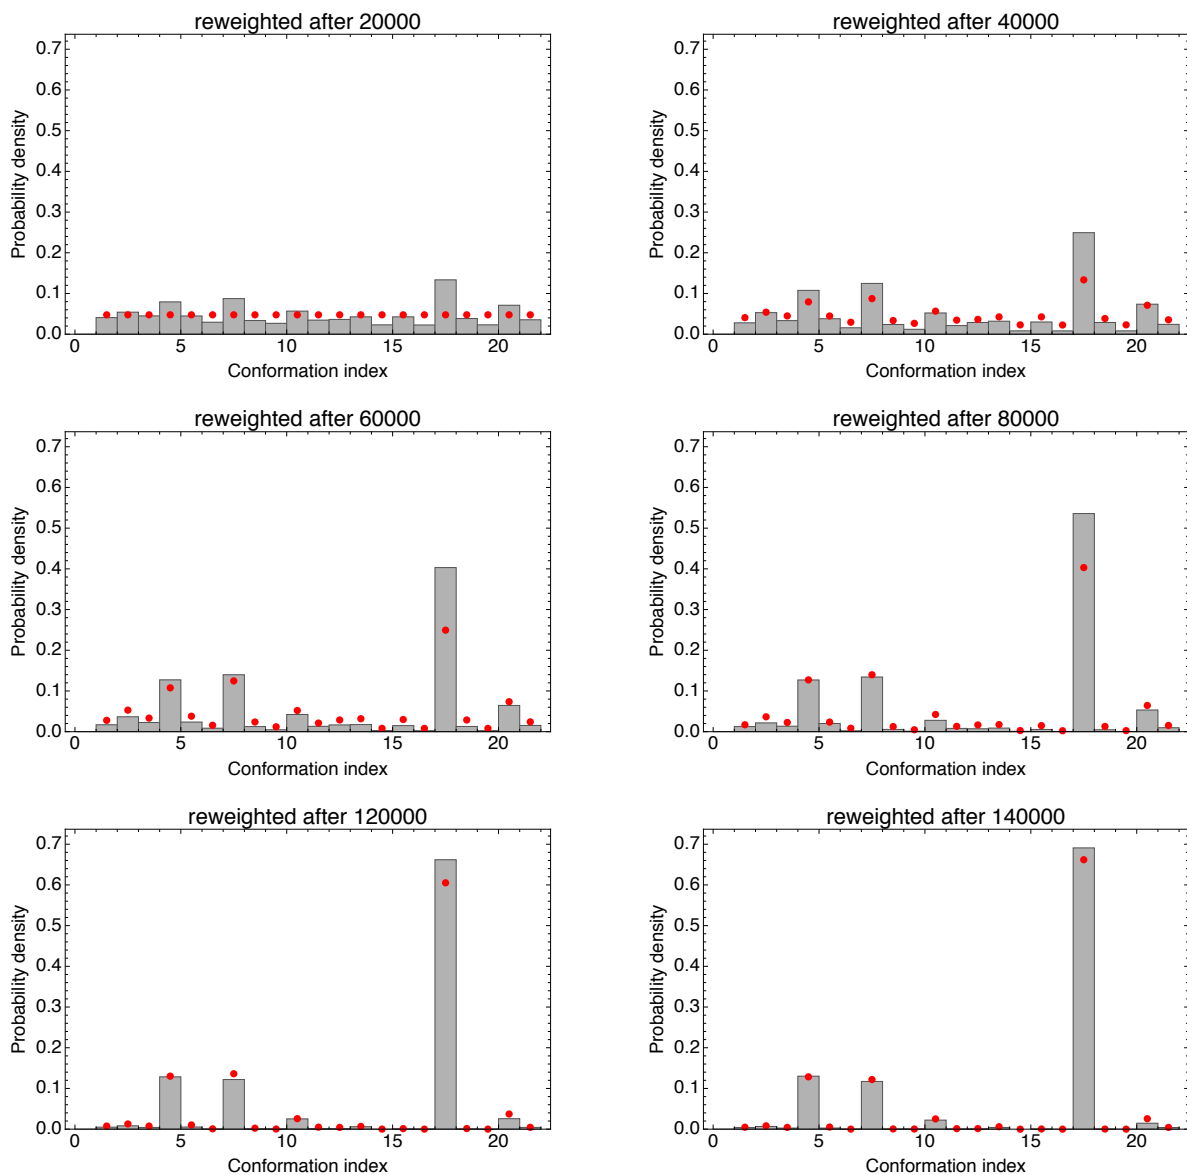 reweighted after 20000
0.7
0.6
0.5
0.4
0.3
0.2
0.1
0.0
Probability density
0 5 10 15 20
Conformation index
reweighted after 40000
0.7
0.6
0.5
0.4
0.3
0.2
0.1
0.0
Probability density
0 5 10 15 20
Conformation index
reweighted after 60000
0.7
0.6
0.5
0.4
0.3
0.2
0.1
0.0
Probability density
0 5 10 15 20
Conformation index
reweighted after 80000
0.7
0.6
0.5
0.4
0.3
0.2
0.1
0.0
Probability density
0 5 10 15 20
Conformation index
reweighted after 120000
0.7
0.6
0.5
0.4
0.3
0.2
0.1
0.0
Probability density
0 5 10 15 20
Conformation index
reweighted after 140000
0.7
0.6
0.5
0.4
0.3
0.2
0.1
0.0
Probability density
0 5 10 15 20
Conformation index